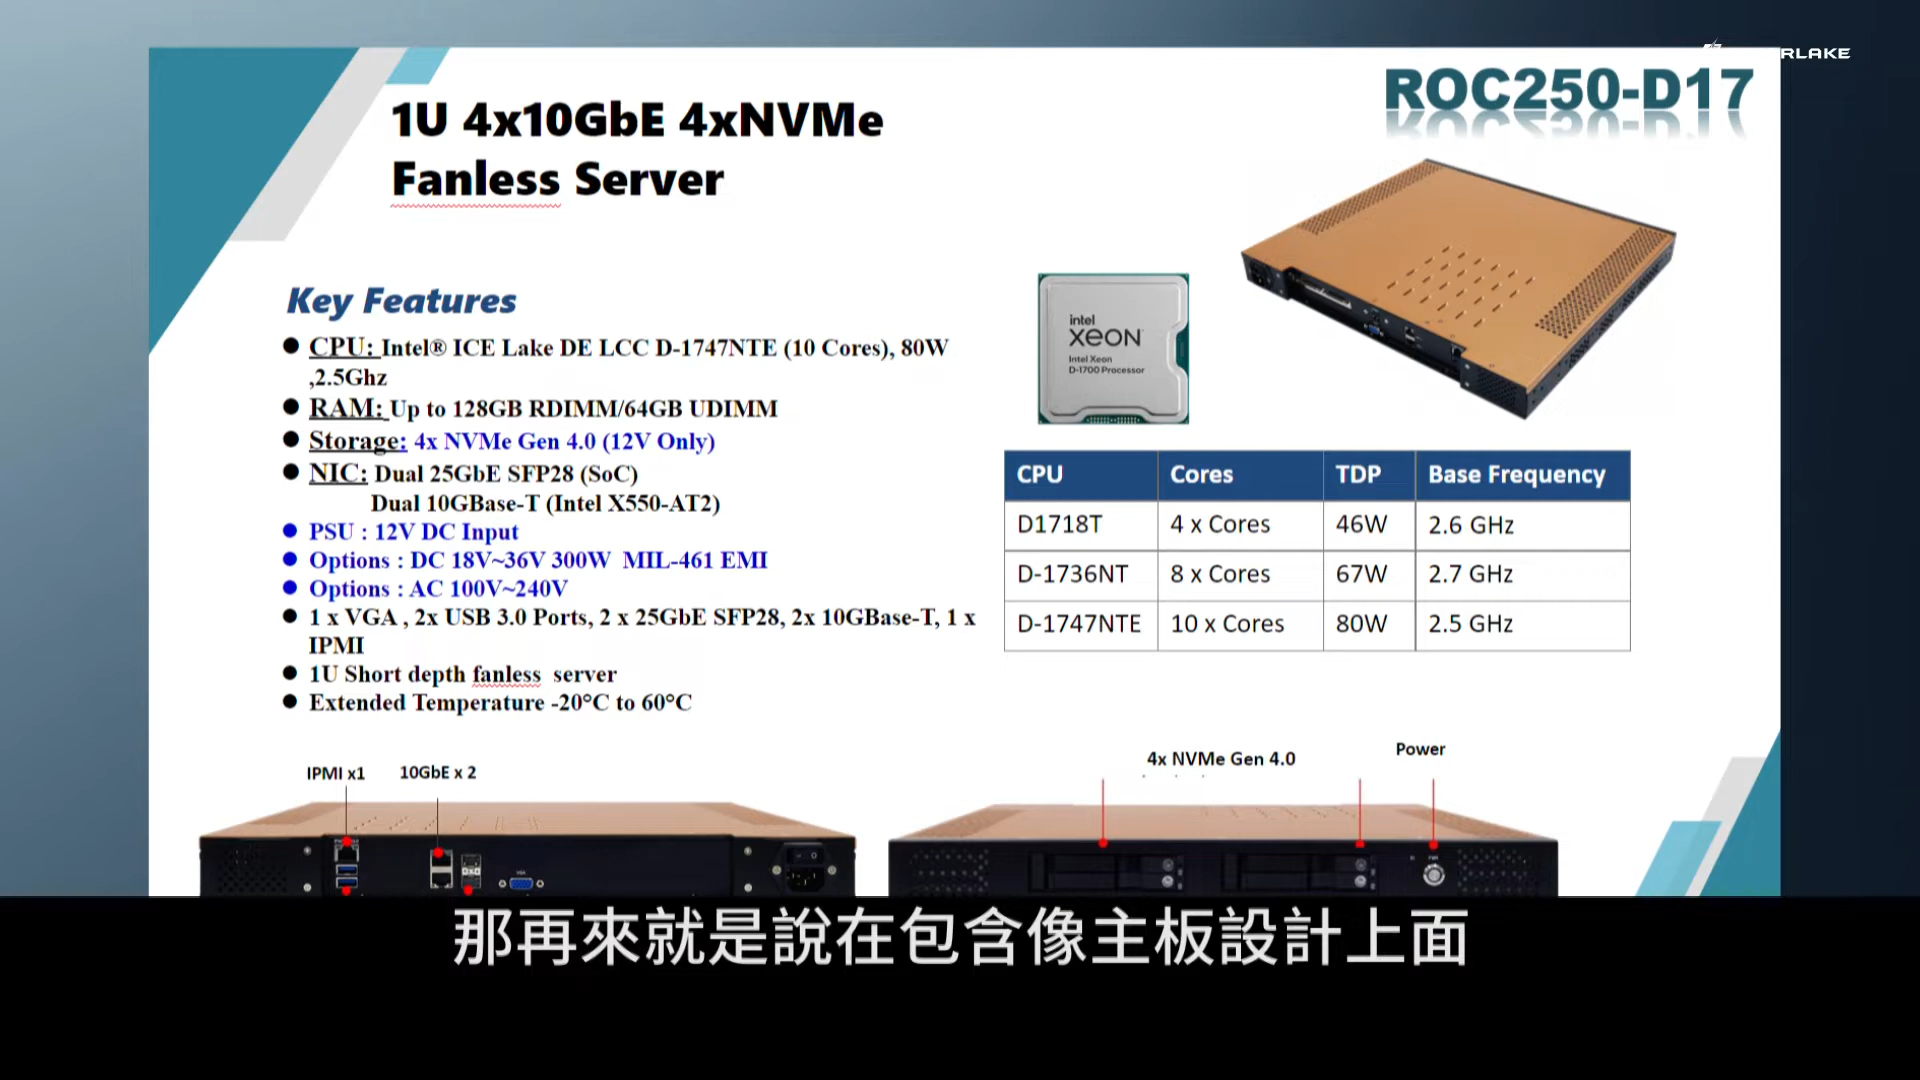 RLAKE
ROC250-D17
1U 4x10GbE 4xNVMe
Fanless Server
Key Features
CPU: Intel® ICE Lake DE LCC D-1747NTE (10 Cores), 80W
,2.5Ghz
RAM: Up to 128GB RDIMM/64GB UDIMM
Storage: 4x NVMe Gen 4.0 (12V Only)
NIC: Dual 25GbE SFP28 (SoC)
Dual 10GBase-T (Intel X550-AT2)
PSU : 12V DC Input
Options : DC 18V~36V 300W MIL-461 EMI
Options : AC 100V~240V
1 x VGA , 2x USB 3.0 Ports, 2 x 25GbE SFP28, 2x 10GBase-T, 1 x
IPMI
1U Short depth fanless server
Extended Temperature -20°C to 60°C
intel
XEON
Intel Xeon
D-1700 Processor
CPU Cores TDP Base Frequency
D1718T 4 x Cores 46W 2.6 GHz
D-1736NT 8 x Cores 67W 2.7 GHz
D-1747NTE 10 x Cores 80W 2.5 GHz
IPMI x1 10GbE x 2
4x NVMe Gen 4.0 Power
那再來就是說在包含像主板設計上面